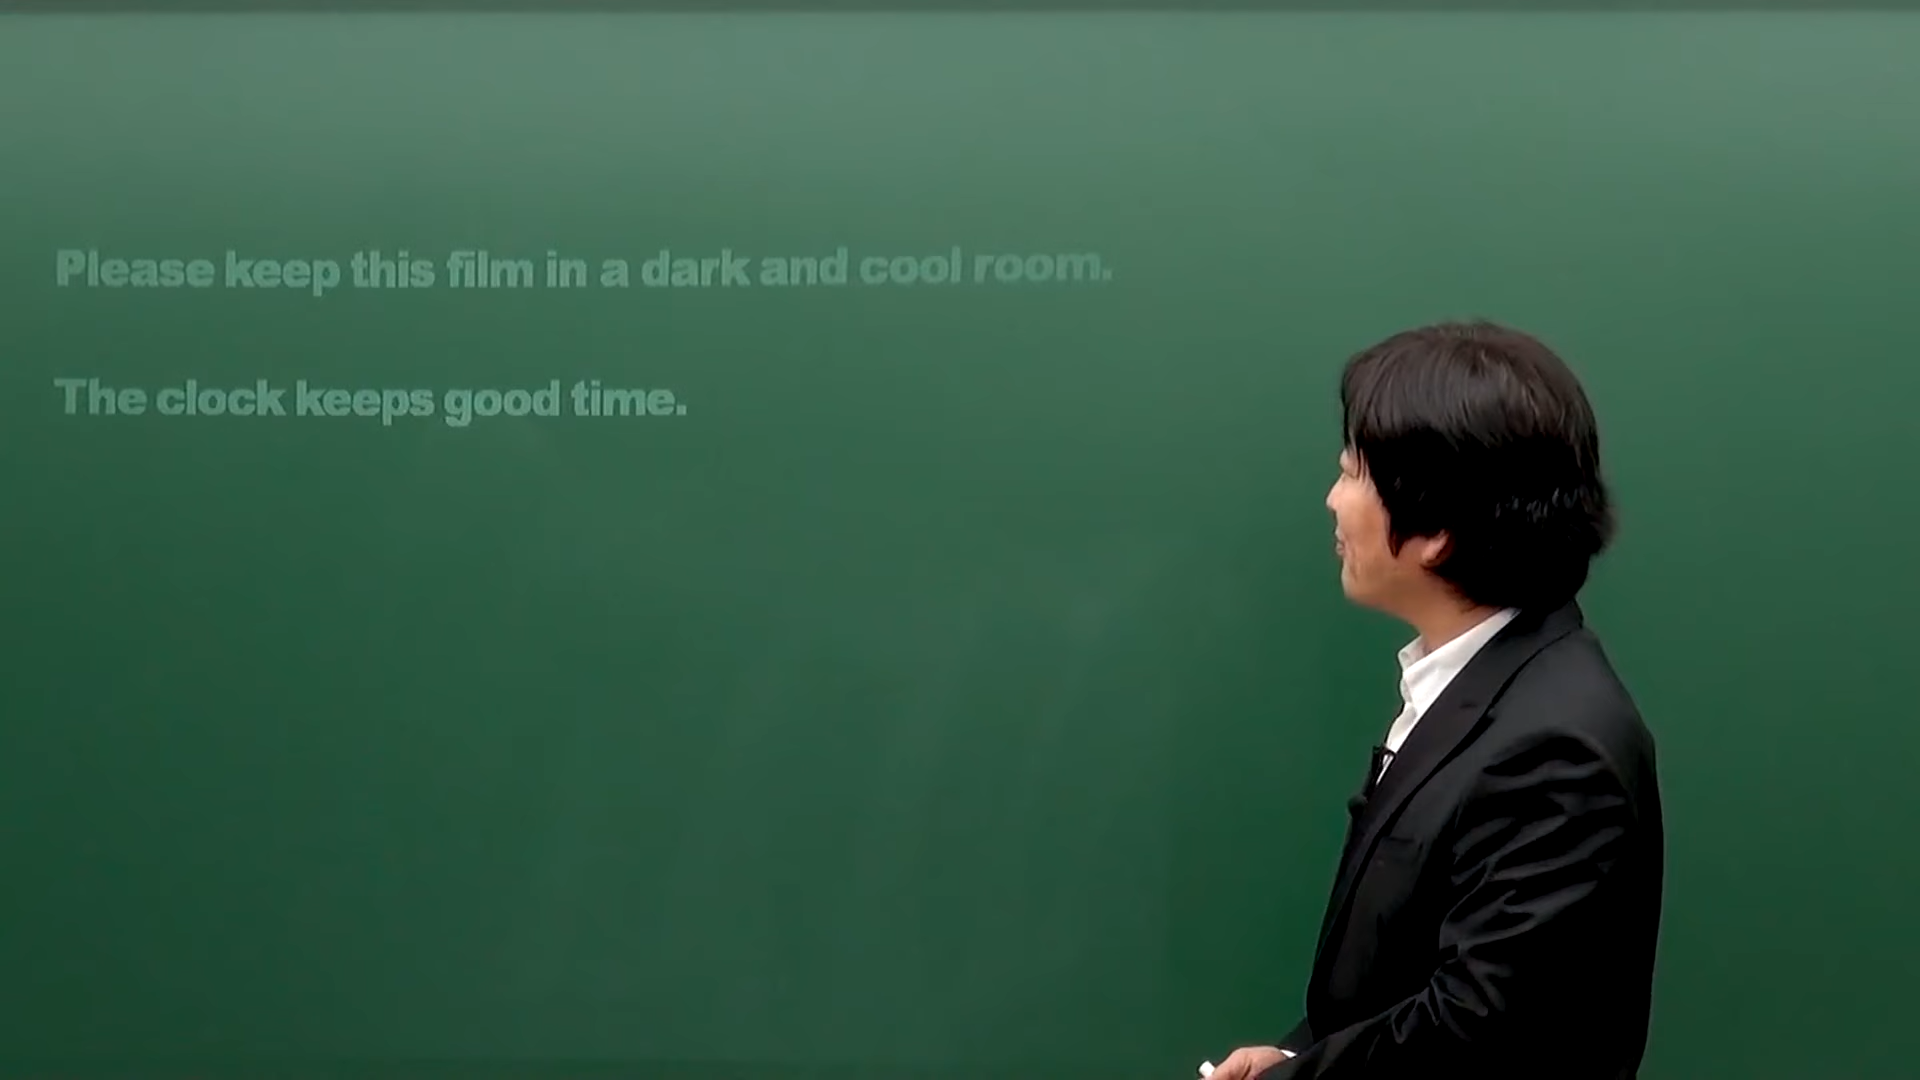 Please keep this film in a dark and cool room.
The clock keeps good time.